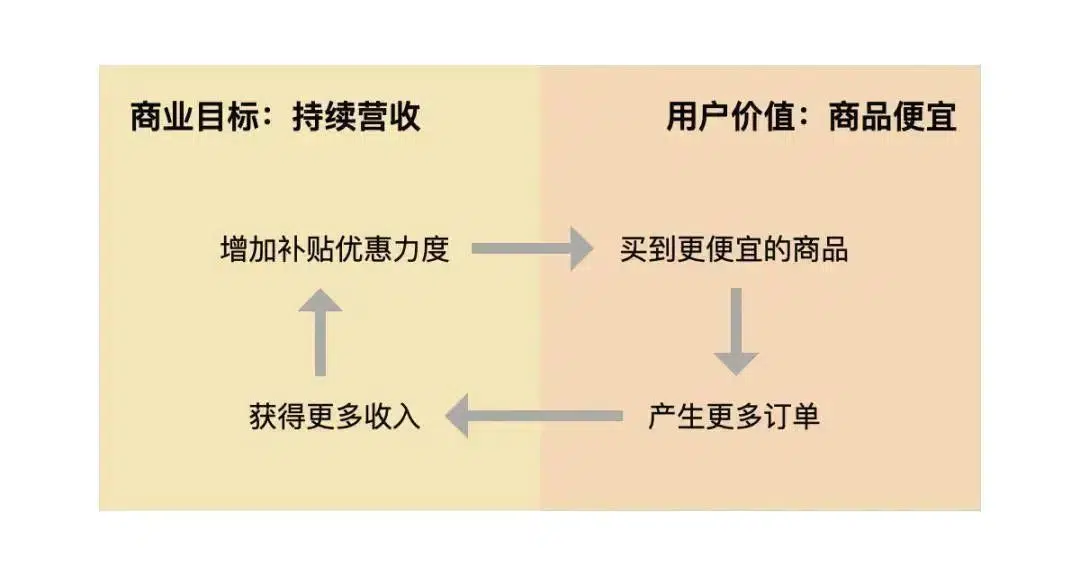 商业目标：持续营收
用户价值：商品便宜
增加补贴优惠力度
买到更便宜的商品
获得更多收入
产生更多订单